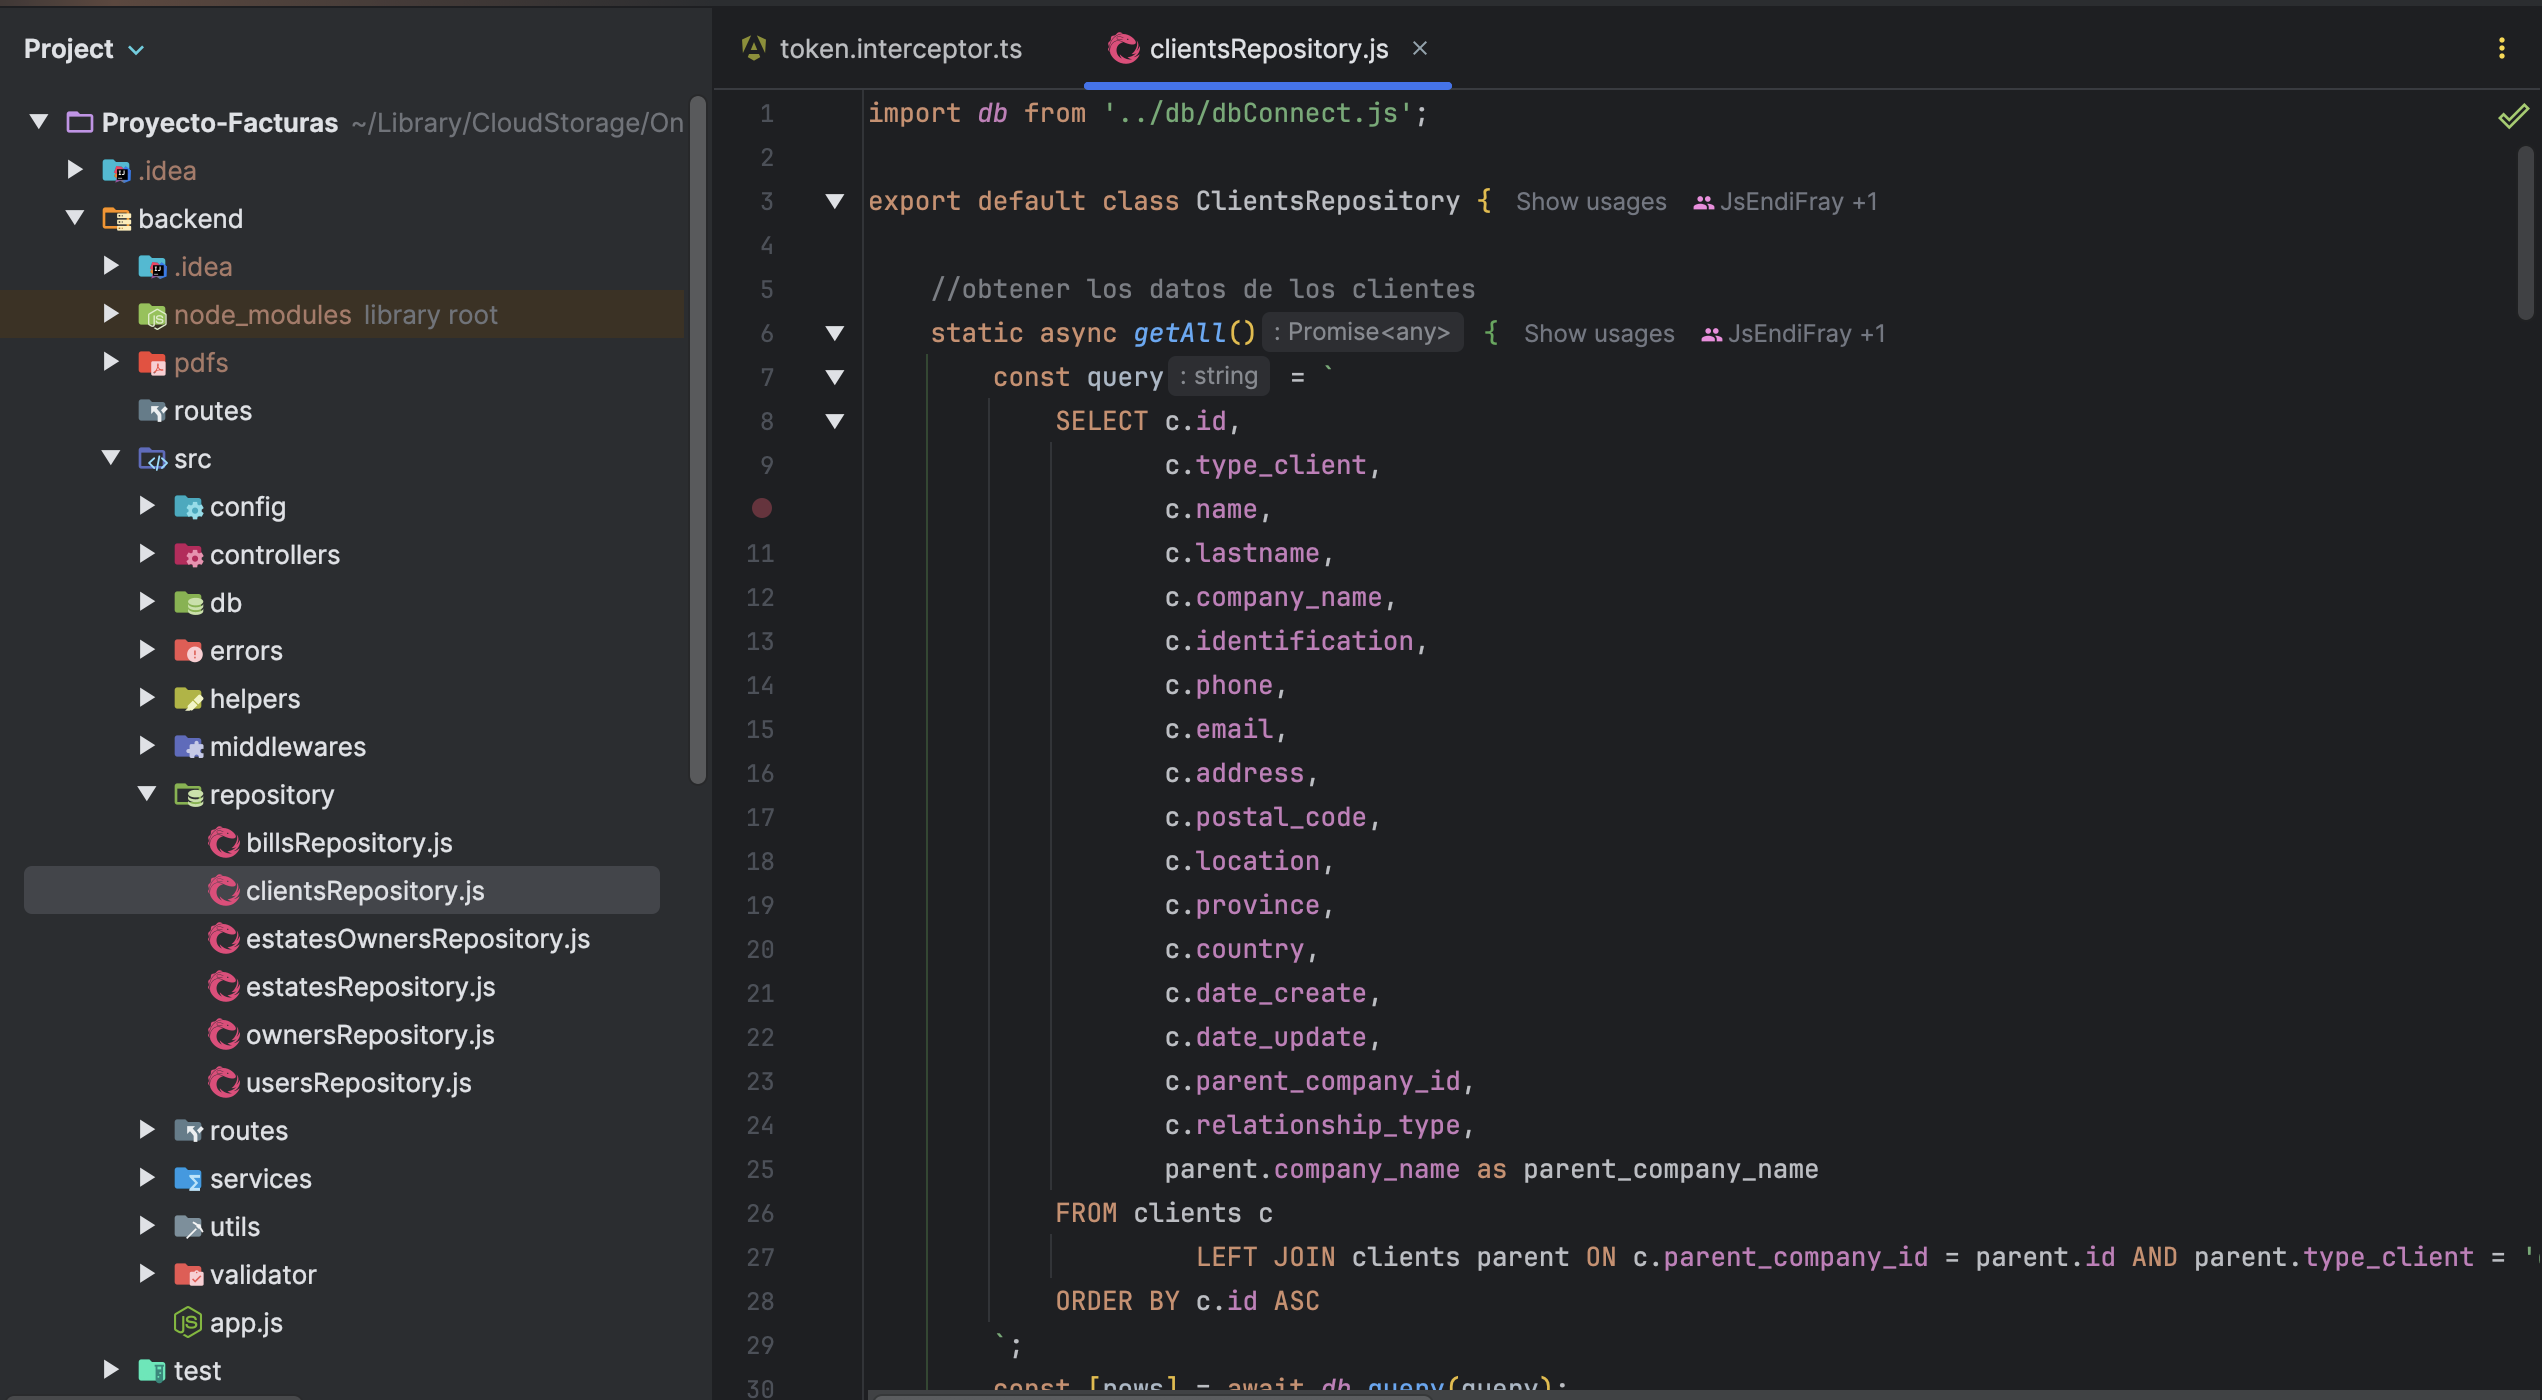 Project
Proyecto-Facturas ~/Library/CloudStorage/On
.idea
backend
.idea
node_modules library root
pdfs
routes
src
config
controllers
db
errors
helpers
middlewares
repository
billsRepository.js
clientsRepository.js
estatesOwnersRepository.js
estatesRepository.js
ownersRepository.js
usersRepository.js
routes
services
utils
validator
app.js
test
token.interceptor.ts clientsRepository.js
1 import db from '../db/dbConnect.js';
2
3 export default class ClientsRepository { Show usages JsEndiFray +1
4
5 //obtener los datos de los clientes
6 static async getAll() : Promise<any> { Show usages JsEndiFray +1
7 const query : string = `
8 SELECT c.id,
9 c.type_client,
c.name,
11 c.lastname,
12 c.company_name,
13 c.identification,
14 c.phone,
15 c.email,
16 c.address,
17 c.postal_code,
18 c.location,
19 c.province,
20 c.country,
21 c.date_create,
22 c.date_update,
23 c.parent_company_id,
24 c.relationship_type,
25 parent.company_name as parent_company_name
26 FROM clients c
27 LEFT JOIN clients parent ON c.parent_company_id = parent.id AND parent.type_client = '
28 ORDER BY c.id ASC
29 `;
30 const [rows] = await db.query(query);